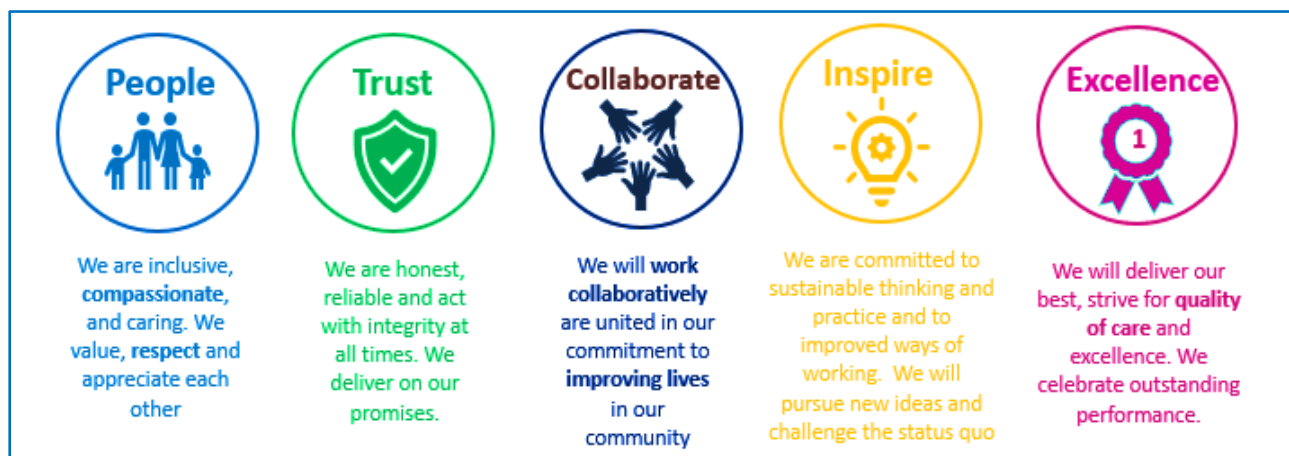 People
We are inclusive,
compassionate,
and caring. We
value, respect and
appreciate each
other
Trust
We are honest,
reliable and act
with integrity at
all times. We
deliver on our
promises.
Collaborate
We will work
collaboratively
are united in our
commitment to
improving lives
in our
community
Inspire
We are committed to
sustainable thinking and
practice and to
improved ways of
working. We will
pursue new ideas and
challenge the status quo
Excellence
1
We will deliver our
best, strive for quality
of care and
excellence. We
celebrate outstanding
performance.